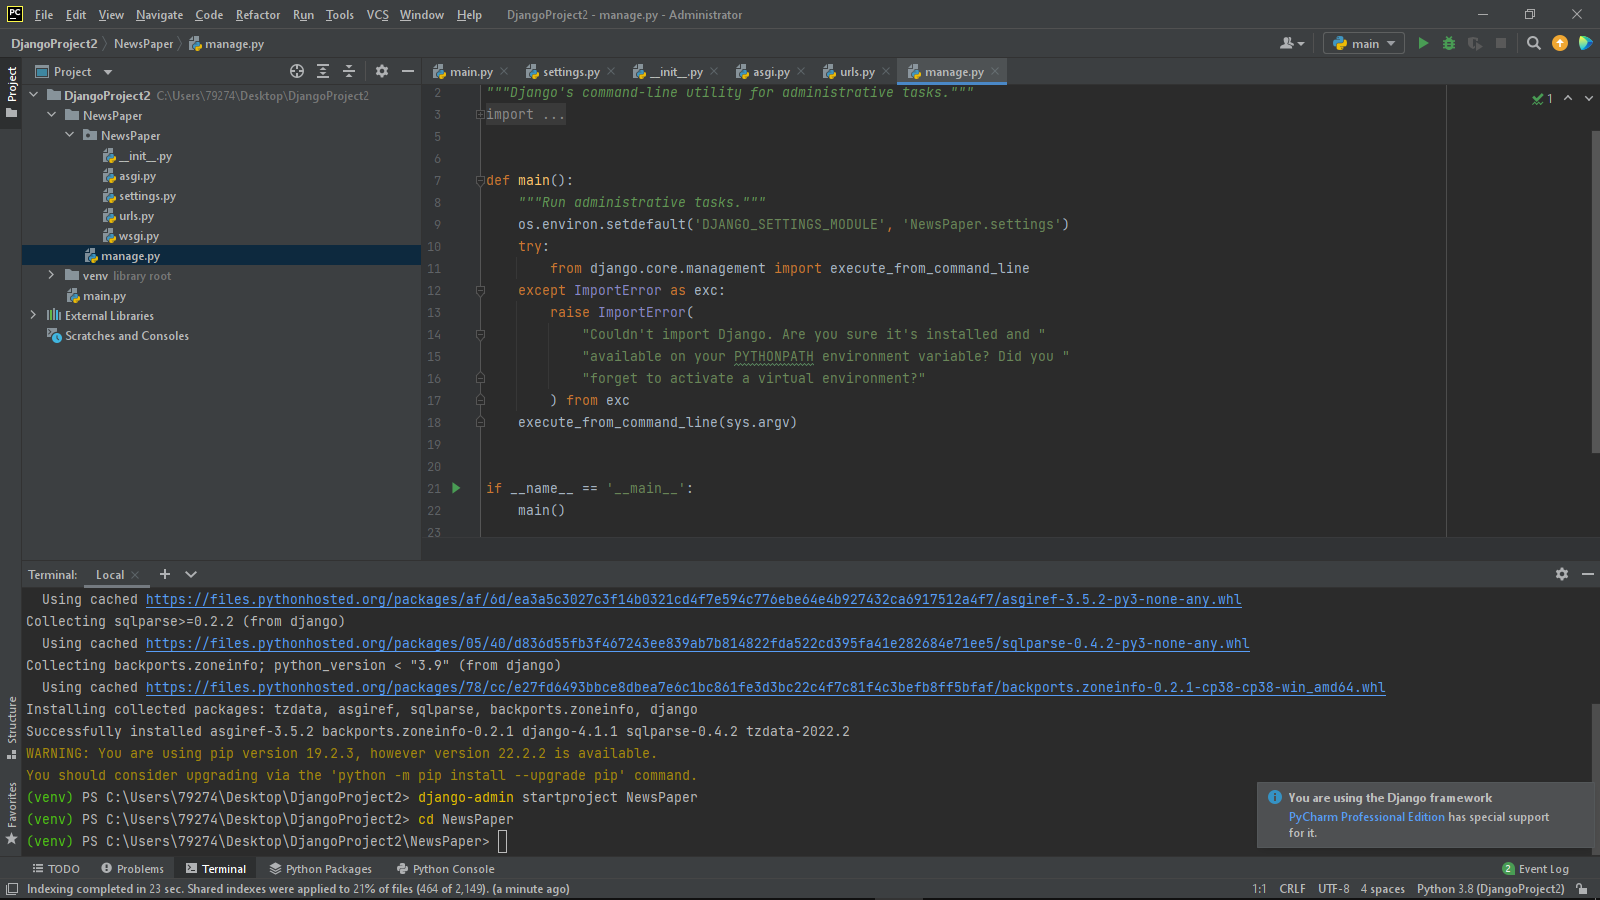 PC File Edit View Navigate Code Refactor Run Tools VCS Window Help DjangoProject2 - manage.py - Administrator
DjangoProject2 NewsPaper manage.py main
Project
main.py settings.py __init__.py asgi.py urls.py manage.py
Project
DjangoProject2 C:\Users\79274\Desktop\DjangoProject2
NewsPaper
NewsPaper
__init__.py
asgi.py
settings.py
urls.py
wsgi.py
manage.py
venv library root
main.py
External Libraries
Scratches and Consoles
1
2 """Django's command-line utility for administrative tasks."""
3 import ...
5
6
7 def main():
8 """Run administrative tasks."""
9 os.environ.setdefault('DJANGO_SETTINGS_MODULE', 'NewsPaper.settings')
10 try:
11 from django.core.management import execute_from_command_line
12 except ImportError as exc:
13 raise ImportError(
14 "Couldn't import Django. Are you sure it's installed and "
15 "available on your PYTHONPATH environment variable? Did you "
16 "forget to activate a virtual environment?"
17 ) from exc
18 execute_from_command_line(sys.argv)
19
20
21 if __name__ == '__main__':
22 main()
23
Terminal: Local
Using cached https://files.pythonhosted.org/packages/af/6d/ea3a5c3027c3f14b0321cd4f7e594c776ebe64e4b927432ca6917512a4f7/asgiref-3.5.2-py3-none-any.whl
Collecting sqlparse>=0.2.2 (from django)
Using cached https://files.pythonhosted.org/packages/05/40/d836d55fb3f467243ee839ab7b814822fda522cd395fa41e282684e71ee5/sqlparse-0.4.2-py3-none-any.whl
Collecting backports.zoneinfo; python_version < "3.9" (from django)
Using cached https://files.pythonhosted.org/packages/78/cc/e27fd6493bbce8dbea7e6c1bc861fe3d3bc22c4f7c81f4c3befb8ff5bfaf/backports.zoneinfo-0.2.1-cp38-cp38-win_amd64.whl
Installing collected packages: tzdata, asgiref, sqlparse, backports.zoneinfo, django
Successfully installed asgiref-3.5.2 backports.zoneinfo-0.2.1 django-4.1.1 sqlparse-0.4.2 tzdata-2022.2
WARNING: You are using pip version 19.2.3, however version 22.2.2 is available.
You should consider upgrading via the 'python -m pip install --upgrade pip' command.
(venv) PS C:\Users\79274\Desktop\DjangoProject2> django-admin startproject NewsPaper
(venv) PS C:\Users\79274\Desktop\DjangoProject2> cd NewsPaper
(venv) PS C:\Users\79274\Desktop\DjangoProject2\NewsPaper>
You are using the Django framework
PyCharm Professional Edition has special support
for it.
Structure
Favorites
TODO Problems Terminal Python Packages Python Console 2 Event Log
Indexing completed in 23 sec. Shared indexes were applied to 21% of files (464 of 2,149). (a minute ago) 1:1 CRLF UTF-8 4 spaces Python 3.8 (DjangoProject2)